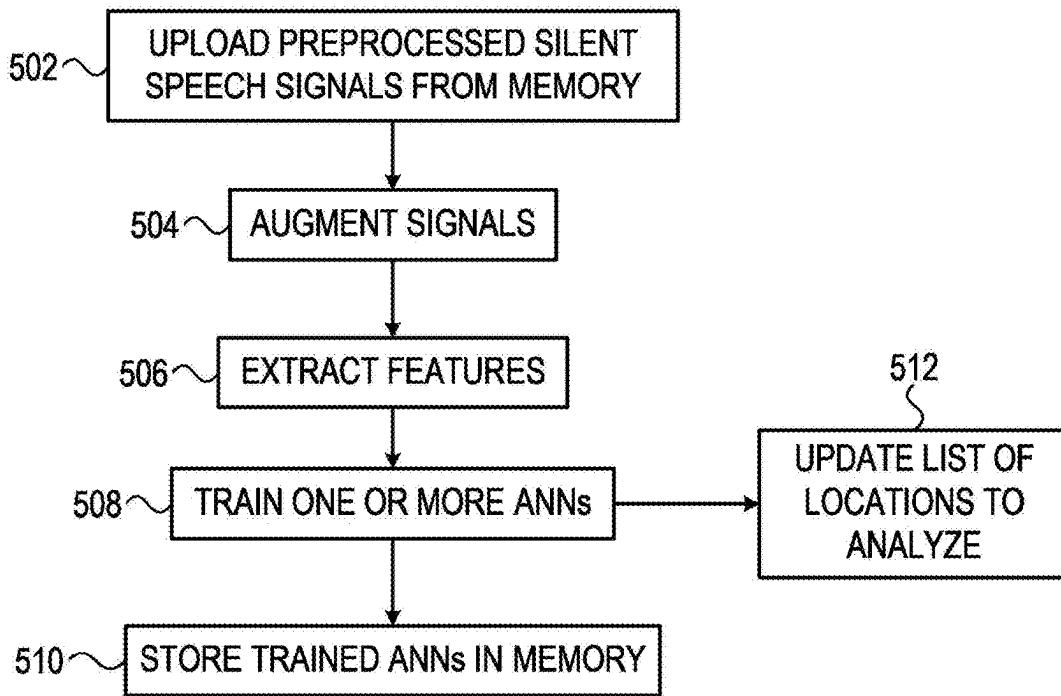 502
UPLOAD PREPROCESSED SILENT
SPEECH SIGNALS FROM MEMORY
504
AUGMENT SIGNALS
506
EXTRACT FEATURES
508
TRAIN ONE OR MORE ANNs
512
UPDATE LIST OF
LOCATIONS TO
ANALYZE
510
STORE TRAINED ANNs IN MEMORY